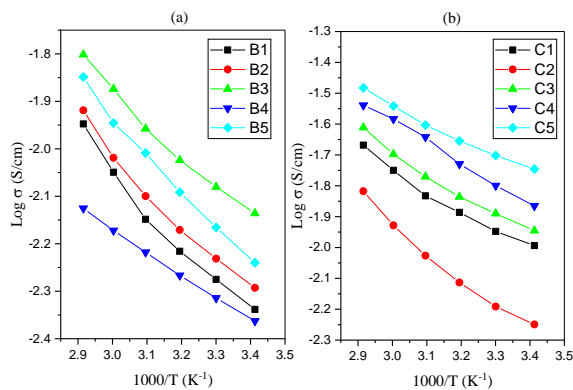 (a)
(b)
B1
B2
B3
B4
B5
C1
C2
C3
C4
C5
Log σ (S/cm)
-1.8
-1.9
-2.0
-2.1
-2.2
-2.3
-2.4
2.9 3.0 3.1 3.2 3.3 3.4 3.5
1000/T (K⁻¹)
Log σ (S/cm)
-1.3
-1.4
-1.5
-1.6
-1.7
-1.8
-1.9
-2.0
-2.1
-2.2
-2.3
2.9 3.0 3.1 3.2 3.3 3.4 3.5
1000/T (K⁻¹)